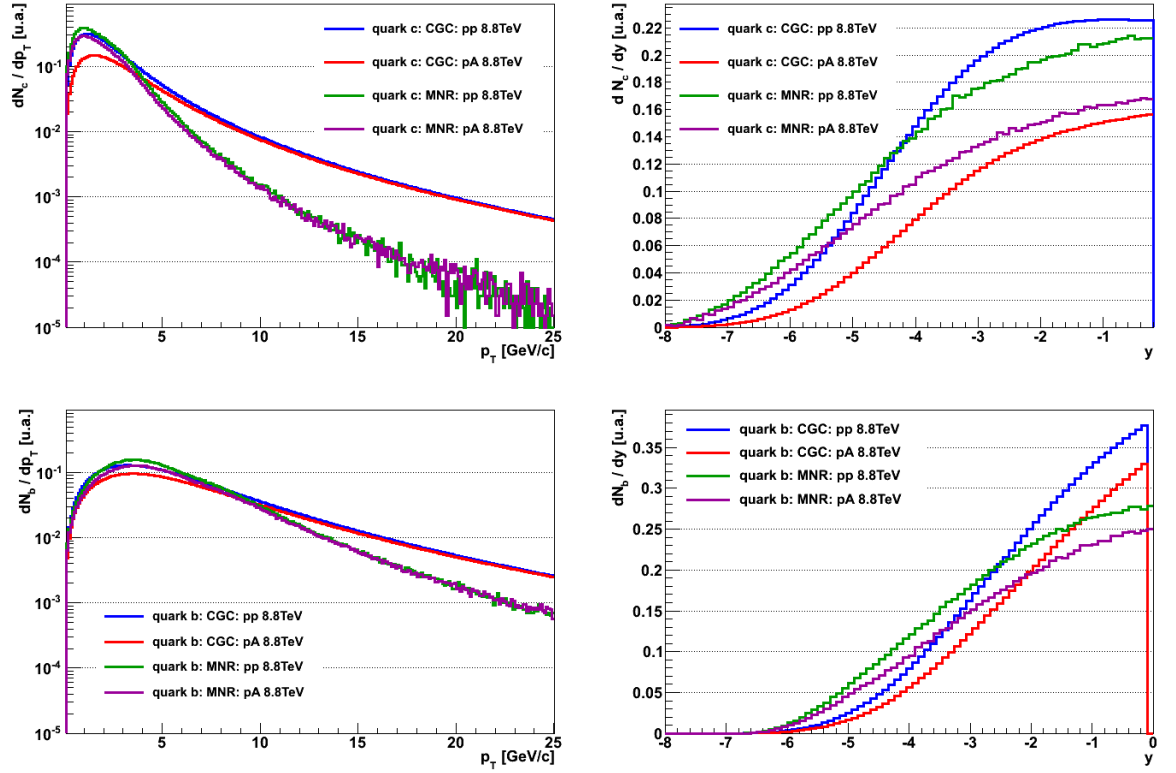 dN_c / dp_T [u.a.]
10^-1
10^-2
10^-3
10^-4
10^-5
quark c: CGC: pp 8.8TeV
quark c: CGC: pA 8.8TeV
quark c: MNR: pp 8.8TeV
quark c: MNR: pA 8.8TeV
5 10 15 20 25
p_T [GeV/c]
d N_c / dy [u.a.]
0.22
0.2
0.18
0.16
0.14
0.12
0.1
0.08
0.06
0.04
0.02
0
quark c: CGC: pp 8.8TeV
quark c: CGC: pA 8.8TeV
quark c: MNR: pp 8.8TeV
quark c: MNR: pA 8.8TeV
-8 -7 -6 -5 -4 -3 -2 -1
y
dN_b / dp_T [u.a.]
10^-1
10^-2
10^-3
10^-4
10^-5
quark b: CGC: pp 8.8TeV
quark b: CGC: pA 8.8TeV
quark b: MNR: pp 8.8TeV
quark b: MNR: pA 8.8TeV
5 10 15 20 25
p_T [GeV/c]
dN_b / dy [u.a.]
0.35
0.3
0.25
0.2
0.15
0.1
0.05
0
quark b: CGC: pp 8.8TeV
quark b: CGC: pA 8.8TeV
quark b: MNR: pp 8.8TeV
quark b: MNR: pA 8.8TeV
-8 -7 -6 -5 -4 -3 -2 -1 0
y